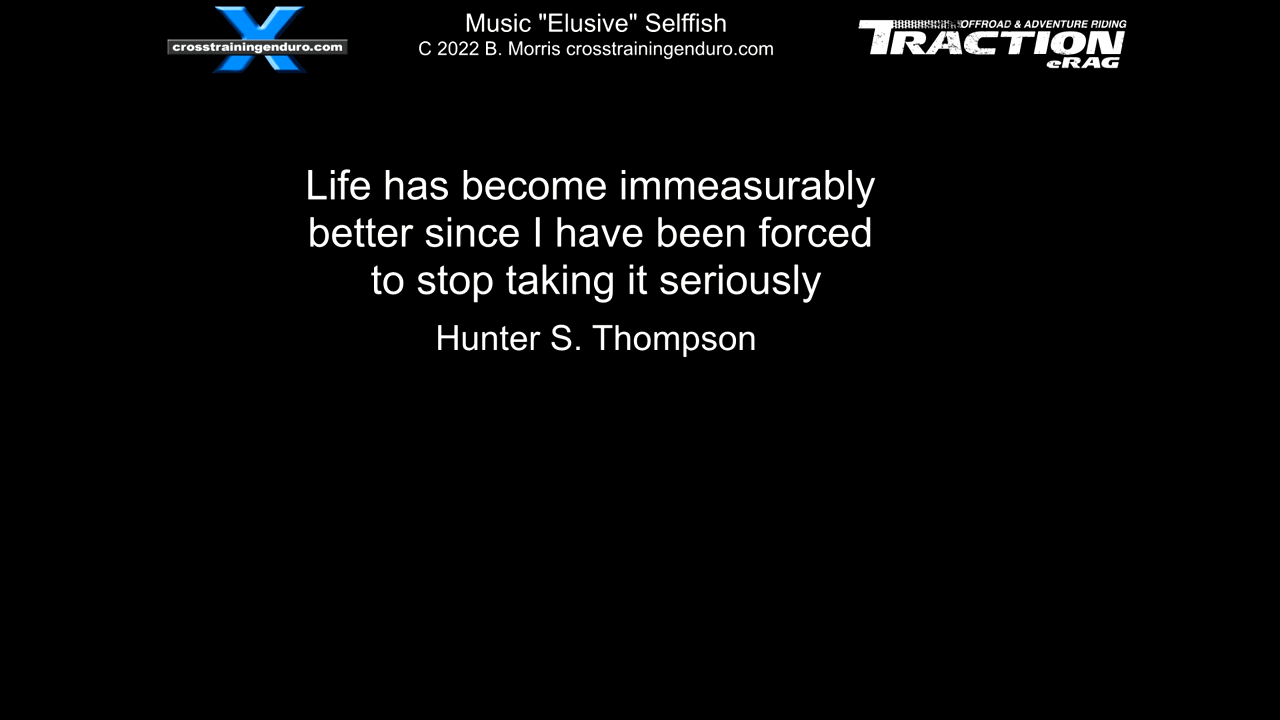 Music "Elusive" Selffish
C 2022 B. Morris crosstrainingenduro.com
crosstrainingenduro.com
OFFROAD & ADVENTURE RIDING
TRACTION
eRAG
Life has become immeasurably
better since I have been forced
to stop taking it seriously
Hunter S. Thompson